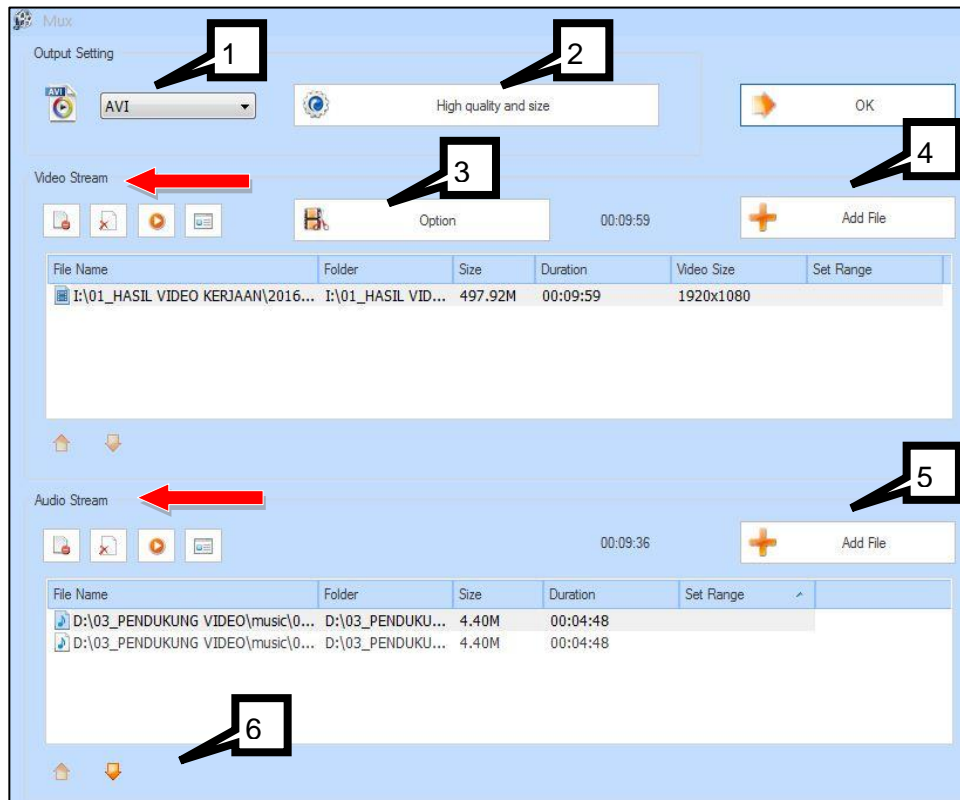 Mux
1
2
Output Setting
AVI
AVI
High quality and size
OK
3
4
Video Stream
Option
00:09:59
Add File
File Name Folder Size Duration Video Size Set Range
I:\01_HASIL VIDEO KERJAAN\2016... I:\01_HASIL VID... 497.92M 00:09:59 1920x1080
5
Audio Stream
00:09:36
Add File
File Name Folder Size Duration Set Range
D:\03_PENDUKUNG VIDEO\music\0... D:\03_PENDUKU... 4.40M 00:04:48
D:\03_PENDUKUNG VIDEO\music\0... D:\03_PENDUKU... 4.40M 00:04:48
6